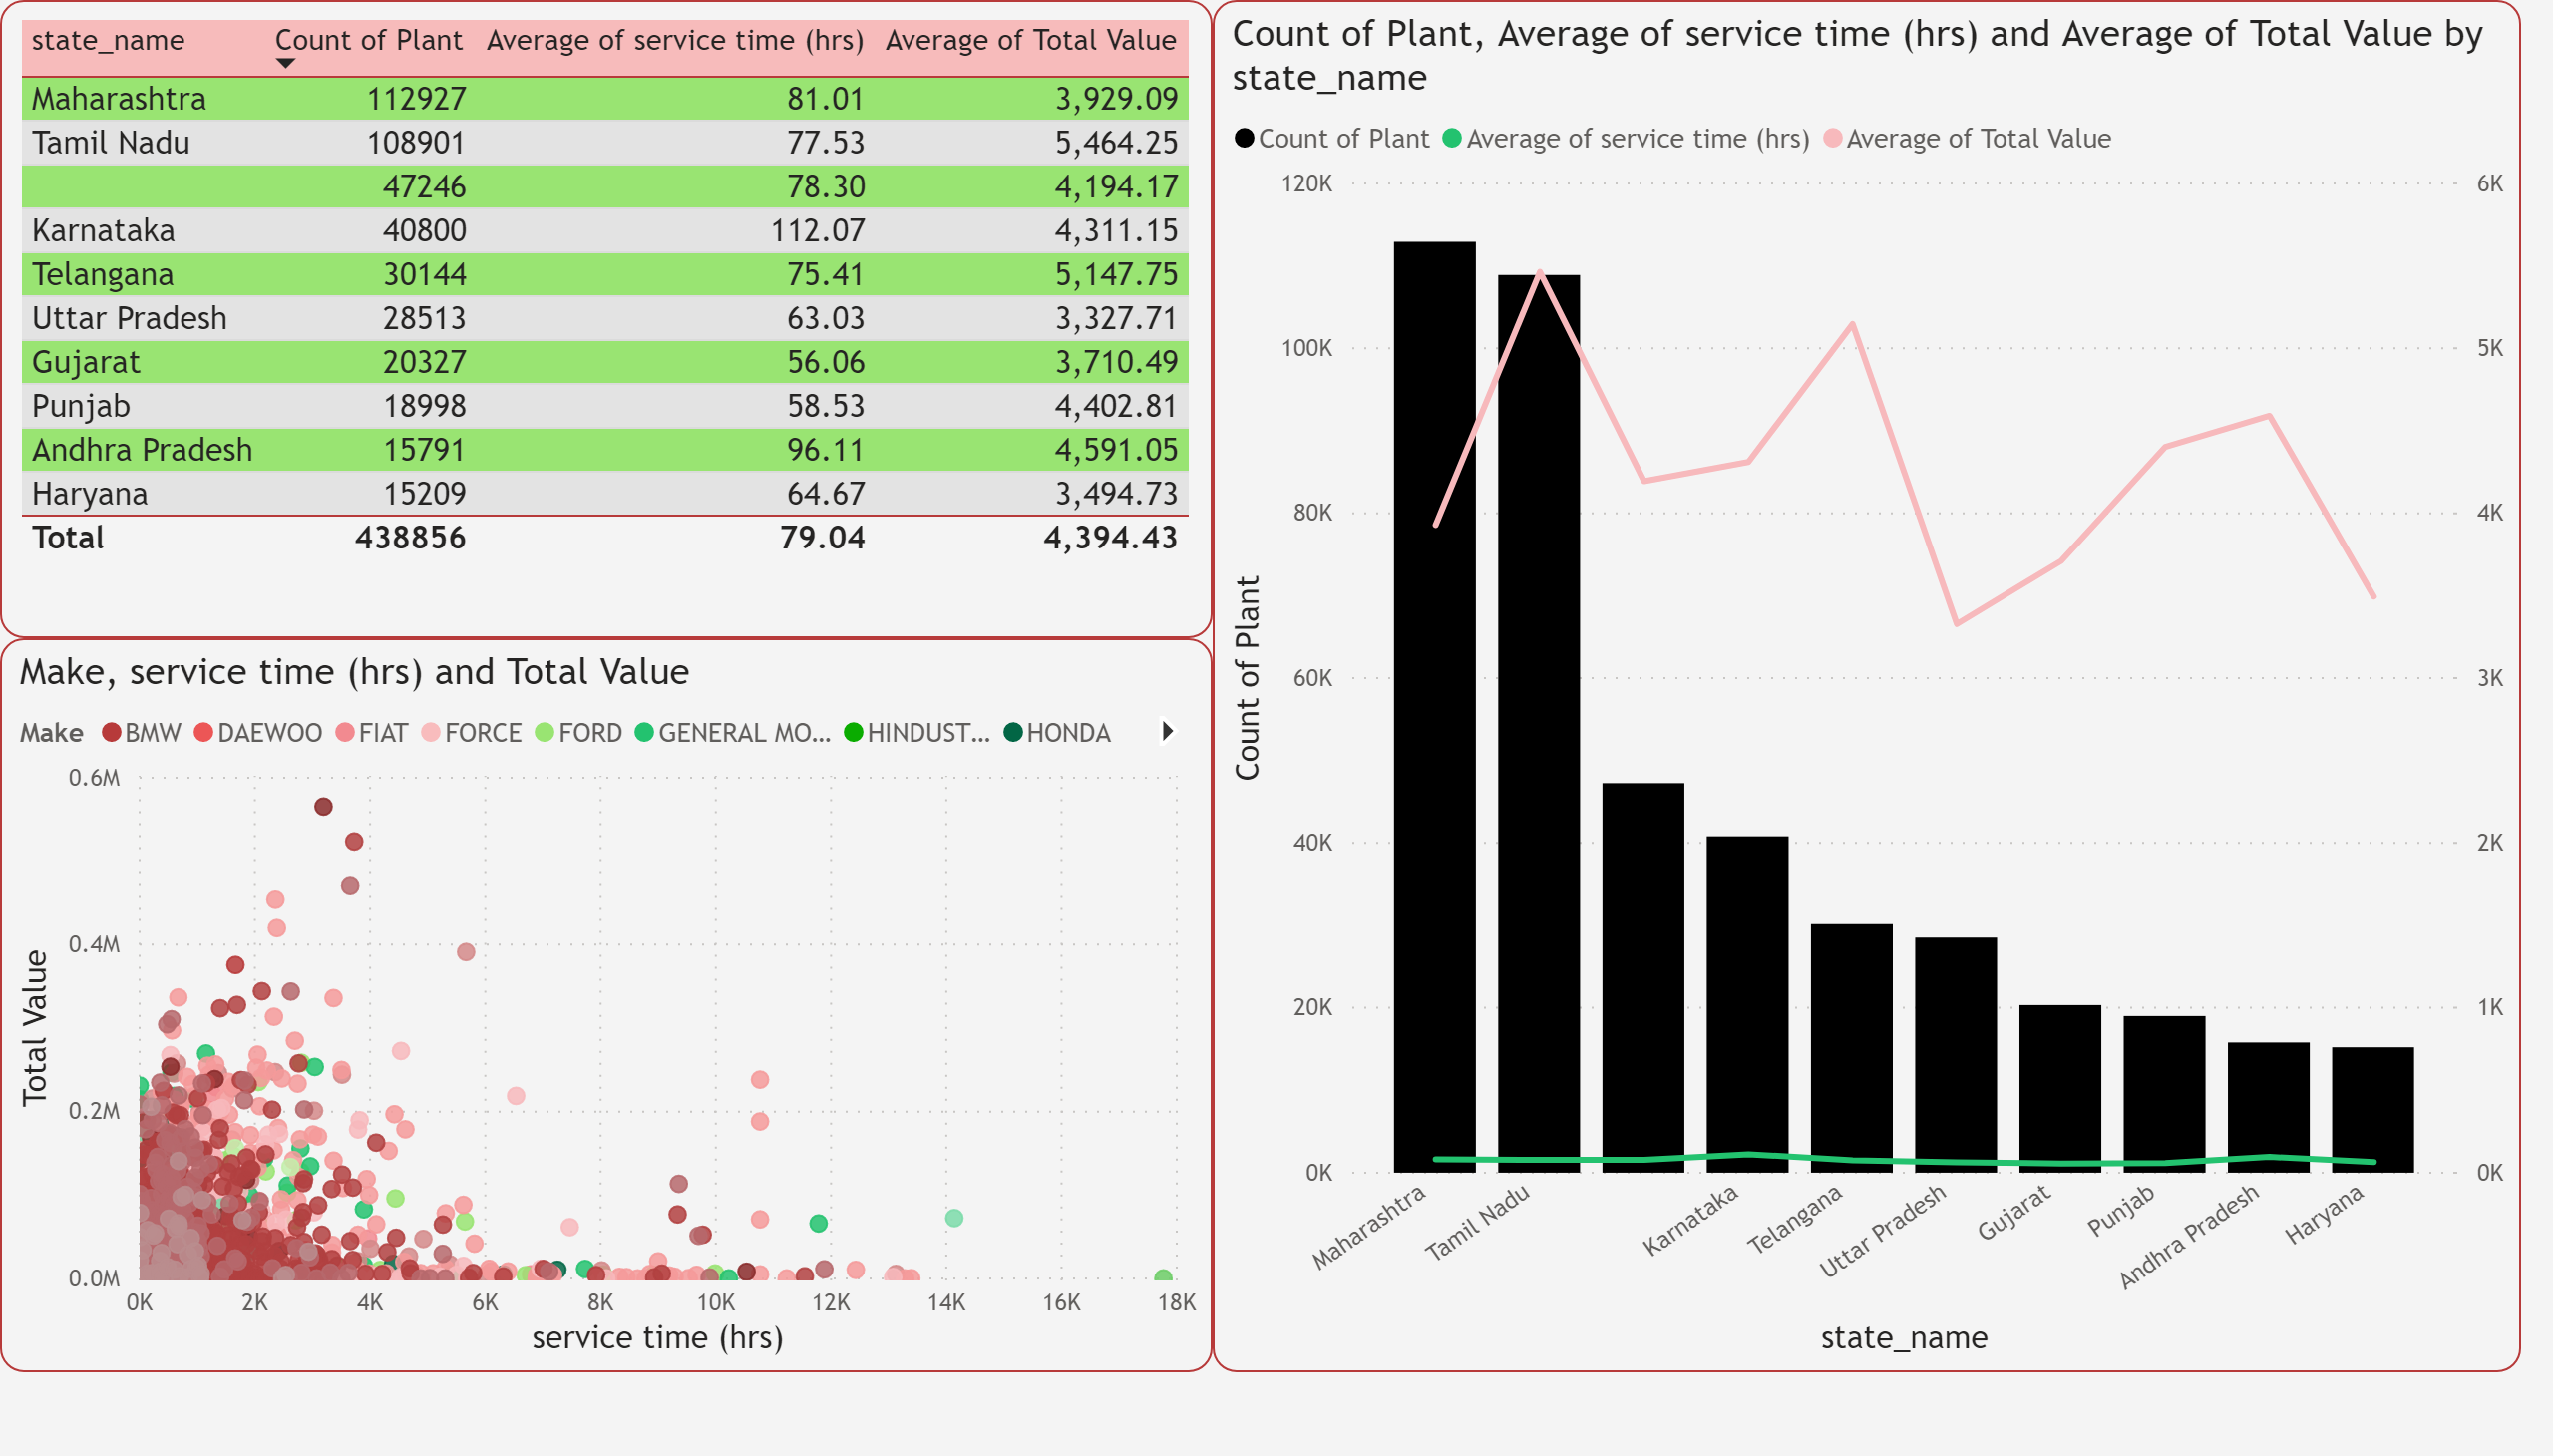 state_name Count of Plant Average of service time (hrs) Average of Total Value
Maharashtra 112927 81.01 3,929.09
Tamil Nadu 108901 77.53 5,464.25
47246 78.30 4,194.17
Karnataka 40800 112.07 4,311.15
Telangana 30144 75.41 5,147.75
Uttar Pradesh 28513 63.03 3,327.71
Gujarat 20327 56.06 3,710.49
Punjab 18998 58.53 4,402.81
Andhra Pradesh 15791 96.11 4,591.05
Haryana 15209 64.67 3,494.73
Total 438856 79.04 4,394.43
Make, service time (hrs) and Total Value
Make BMW DAEWOO FIAT FORCE FORD GENERAL MO... HINDUST... HONDA
0.6M
0.4M
0.2M
0.0M
Total Value
0K 2K 4K 6K 8K 10K 12K 14K 16K 18K
service time (hrs)
Count of Plant, Average of service time (hrs) and Average of Total Value by
state_name
Count of Plant Average of service time (hrs) Average of Total Value
120K 6K
100K 5K
80K 4K
60K 3K
40K 2K
20K 1K
0K 0K
Count of Plant
Maharashtra Tamil Nadu Karnataka Telangana Uttar Pradesh Gujarat Punjab Andhra Pradesh Haryana
state_name